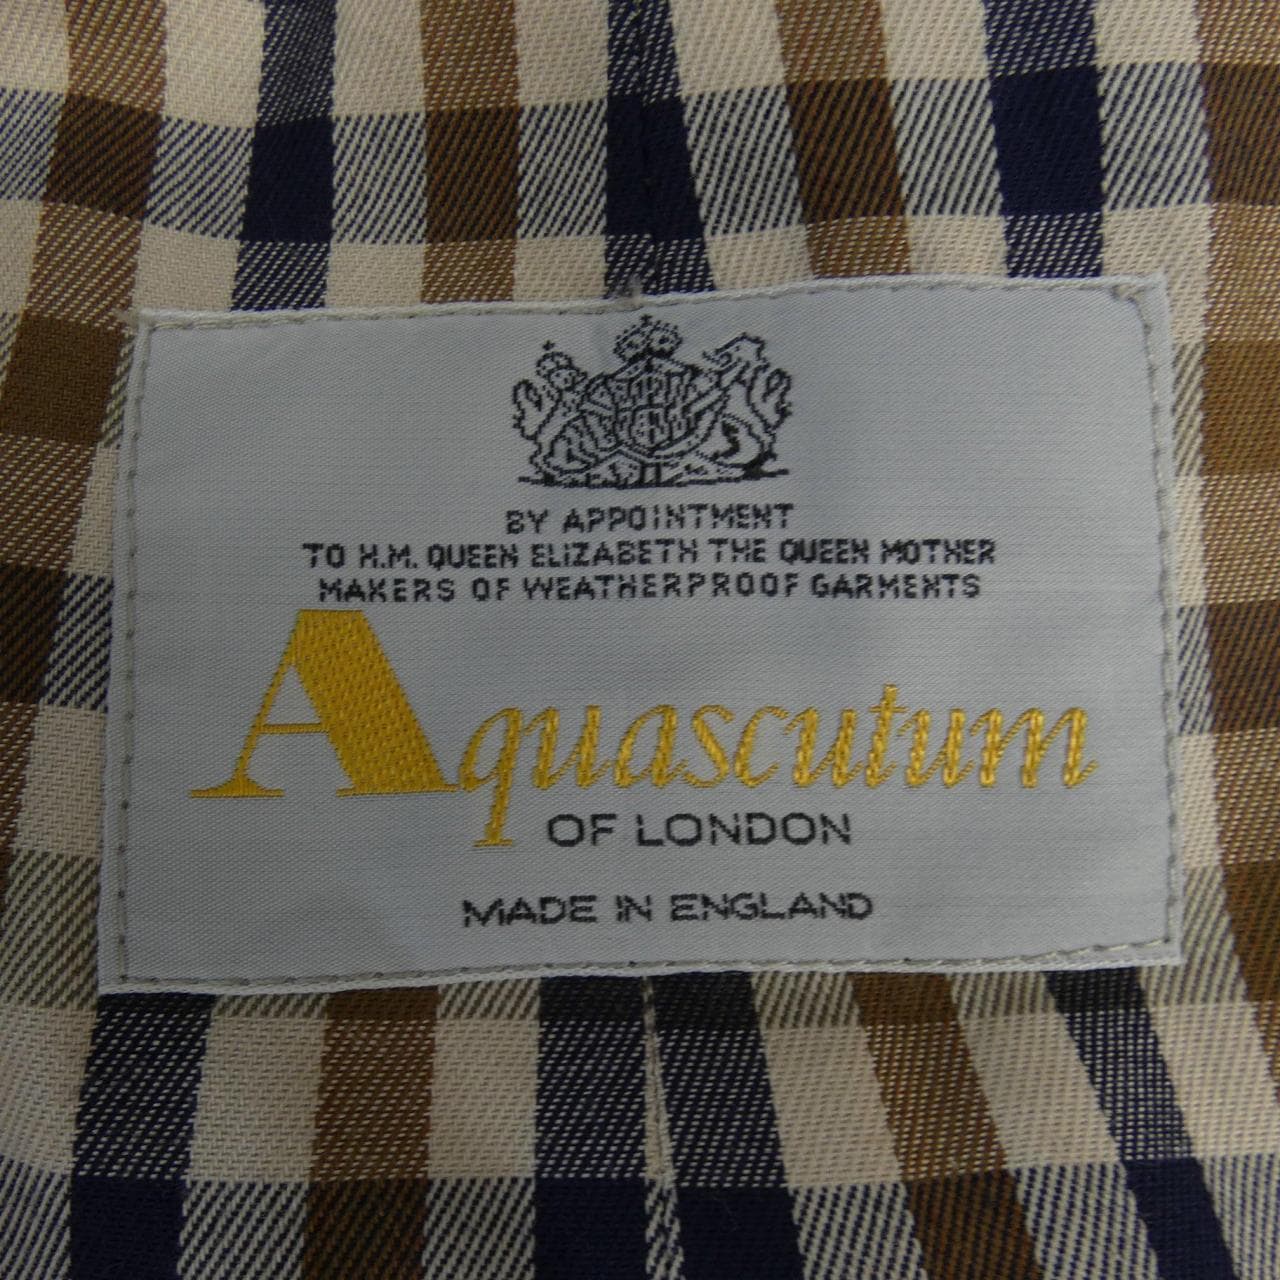 BY APPOINTMENT
TO H.M. QUEEN ELIZABETH THE QUEEN MOTHER
MAKERS OF WEATHERPROOF GARMENTS
Aquascutum
OF LONDON
MADE IN ENGLAND